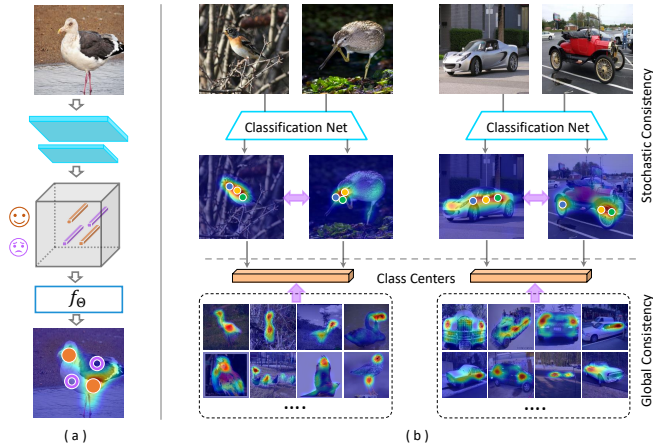 Classification Net
Classification Net
Stochastic Consistency
fΘ
Class Centers
Global Consistency
....
....
( a )
( b )